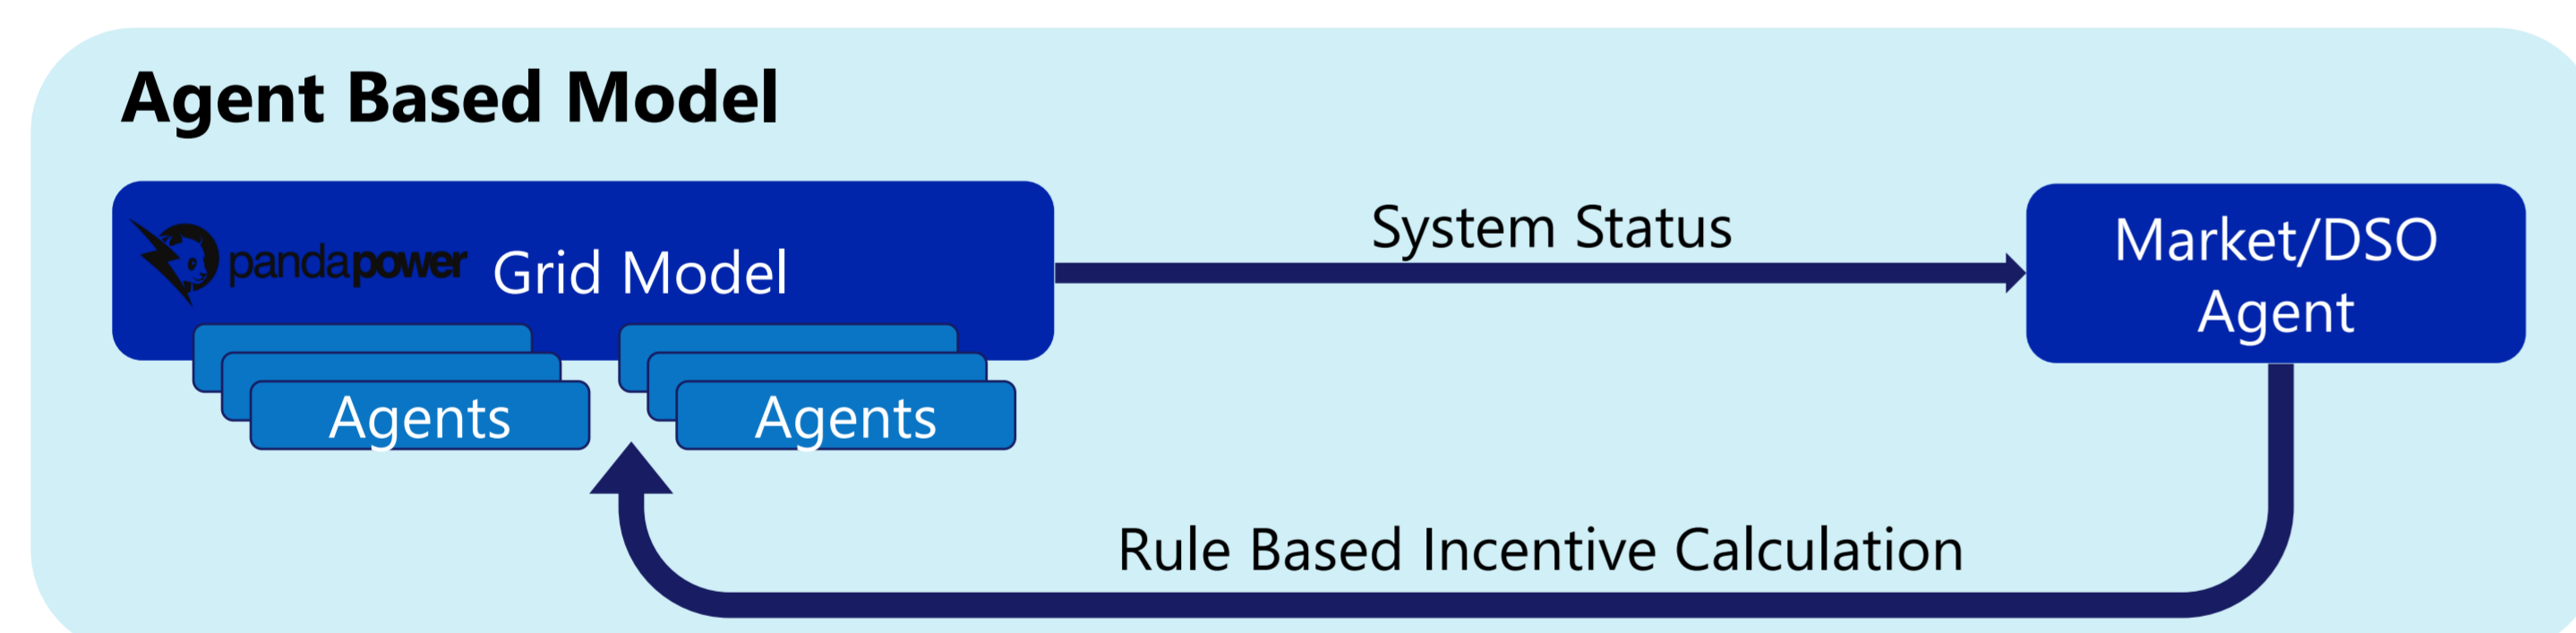 Agent Based Model
pandapower Grid Model
System Status
Market/DSO
Agent
Agents
Agents
Rule Based Incentive Calculation